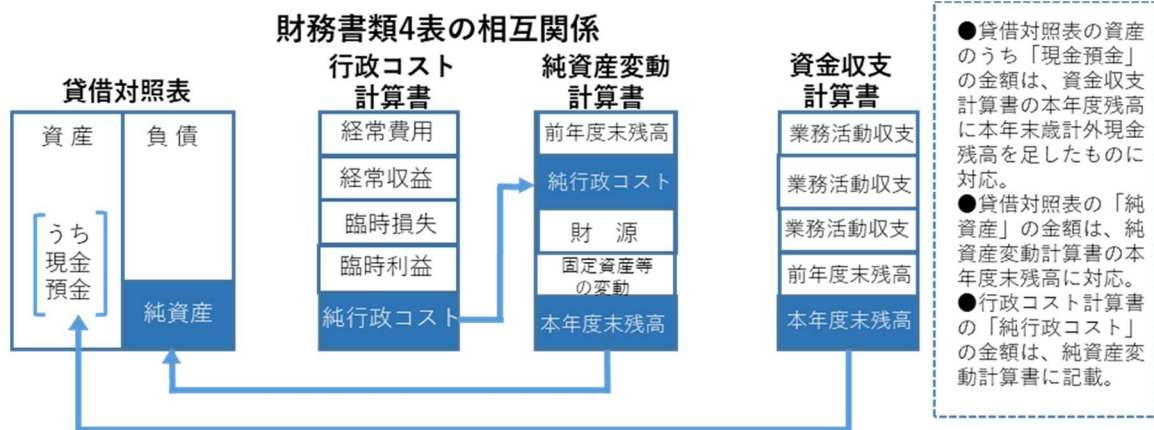 財務書類4表の相互関係
貸借対照表
資産
負債
うち
現金
預金
純資産
行政コスト
計算書
経常費用
経常収益
臨時損失
臨時利益
純行政コスト
純資産変動
計算書
前年度末残高
純行政コスト
財　源
固定資産等
の変動
本年度末残高
資金収支
計算書
業務活動収支
業務活動収支
業務活動収支
前年度末残高
本年度末残高
●貸借対照表の資産
のうち「現金預金」
の金額は、資金収支
計算書の本年度残高
に本年末歳計外現金
残高を足したものに
対応。
●貸借対照表の「純
資産」の金額は、純
資産変動計算書の本
年度末残高に対応。
●行政コスト計算書
の「純行政コスト」
の金額は、純資産変
動計算書に記載。